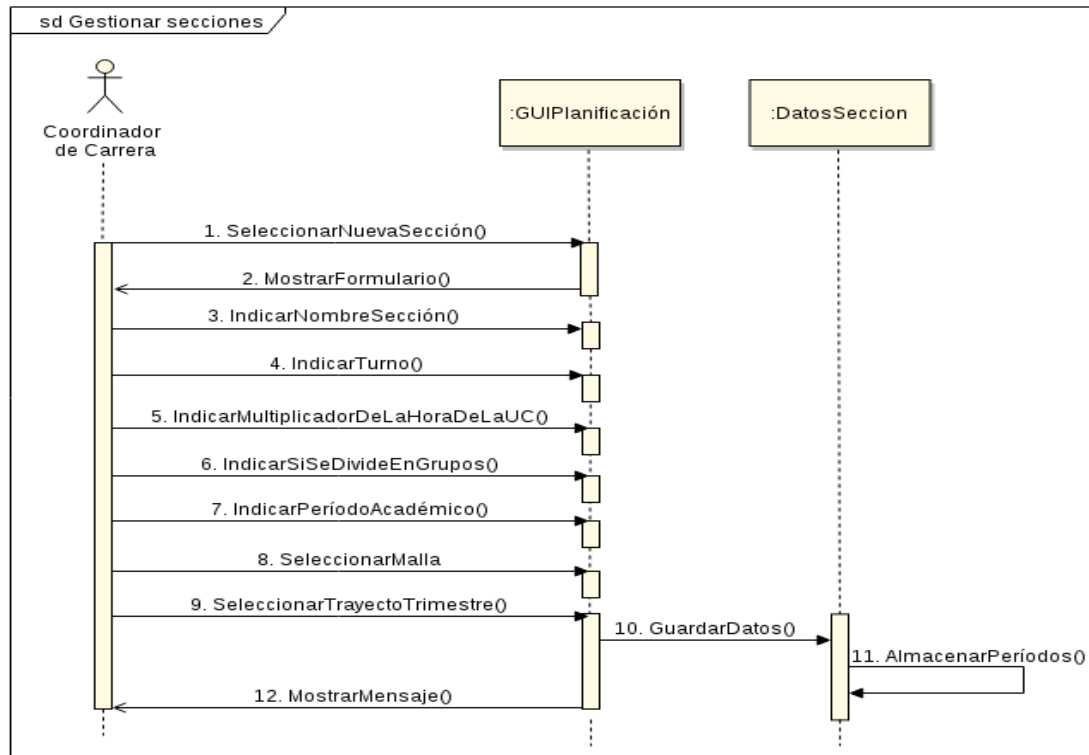 sd Gestionar secciones
Coordinador
de Carrera
:GUIPlanificación
:DatosSeccion
1. SeleccionarNuevaSección()
2. MostrarFormulario()
3. IndicarNombreSección()
4. IndicarTurno()
5. IndicarMultiplicadorDeLaHoraDeLaUC()
6. IndicarSiSeDivideEnGrupos()
7. IndicarPeríodoAcadémico()
8. SeleccionarMalla
9. SeleccionarTrayectoTrimestre()
10. GuardarDatos()
11. AlmacenarPeríodos()
12. MostrarMensaje()